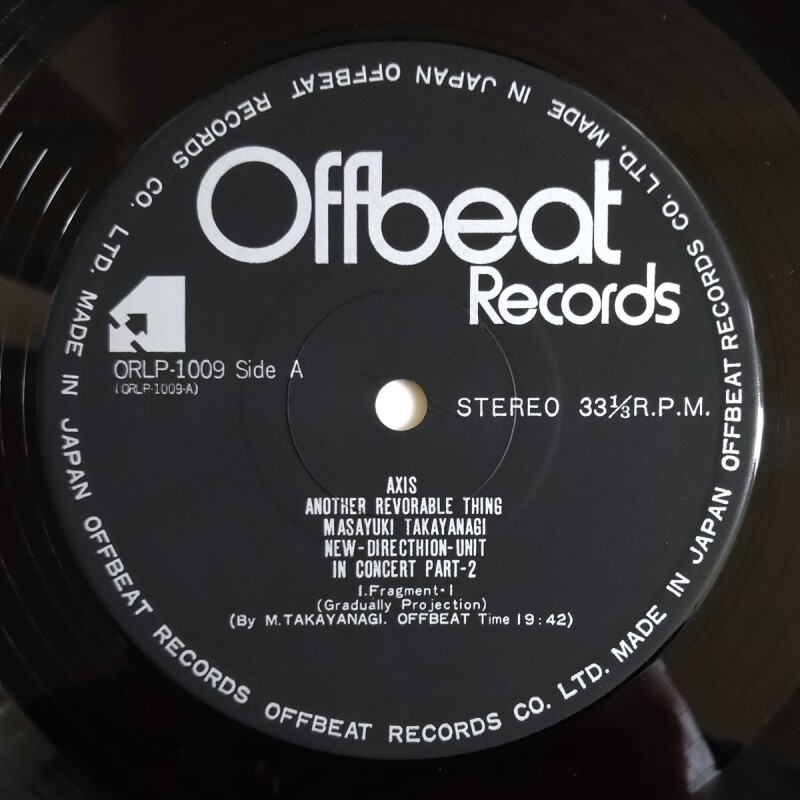 Offbeat
Records
ORLP-1009 Side A
(ORLP-1009-A)
STEREO 33⅓R.P.M.
AXIS
ANOTHER REVORABLE THING
MASAYUKI TAKAYANAGI
NEW-DIRECTHION-UNIT
IN CONCERT PART-2
1.Fragment-1
(Gradually Projection)
(By M.TAKAYANAGI. OFFBEAT Time 19:42)
MADE IN JAPAN OFFBEAT RECORDS CO. LTD. MADE IN JAPAN OFFBEAT RECORDS CO. LTD. MADE IN JAPAN OFFBEAT RECORDS OFFBEAT RECORDS CO. LTD. MADE IN JAPAN OFFBEAT RECORDS CO. LTD.